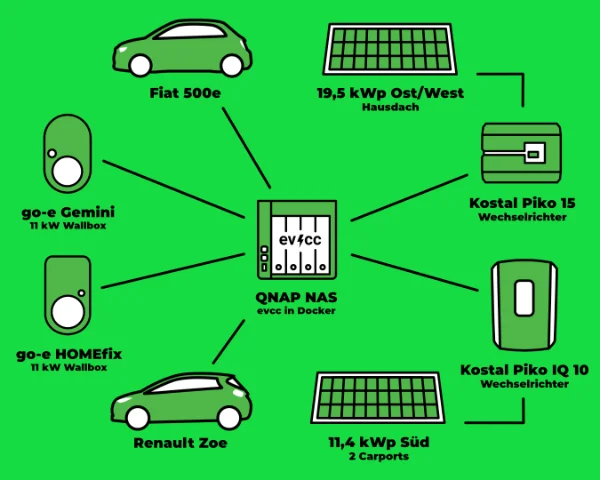 Fiat 500e
19,5 kWp Ost/West
Hausdach
go-e Gemini
11 kW Wallbox
Kostal Piko 15
Wechselrichter
evcc
QNAP NAS
evcc in Docker
go-e HOMEfix
11 kW Wallbox
Kostal Piko IQ 10
Wechselrichter
Renault Zoe
11,4 kWp Süd
2 Carports